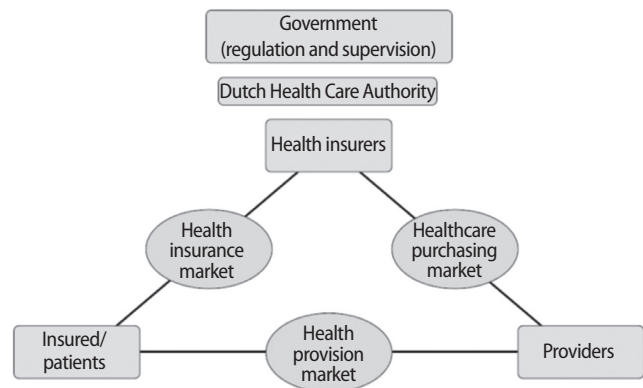 Government
(regulation and supervision)
Dutch Health Care Authority
Health insurers
Health
insurance
market
Healthcare
purchasing
market
Insured/
patients
Health
provision
market
Providers